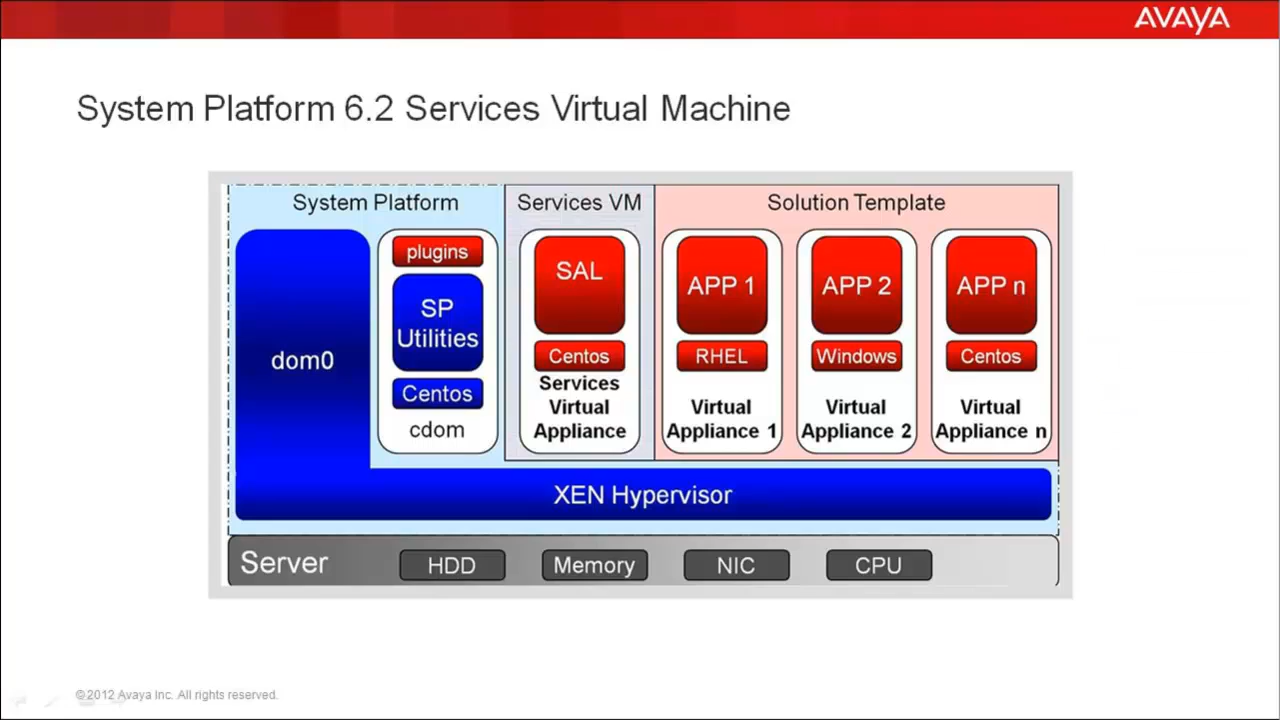 AVAYA
System Platform 6.2 Services Virtual Machine
System Platform
Services VM
Solution Template
dom0
plugins
SP
Utilities
Centos
cdom
SAL
Centos
Services
Virtual
Appliance
APP 1
RHEL
Virtual
Appliance 1
APP 2
Windows
Virtual
Appliance 2
APP n
Centos
Virtual
Appliance n
XEN Hypervisor
Server
HDD
Memory
NIC
CPU
©2012 Avaya Inc. All rights reserved.